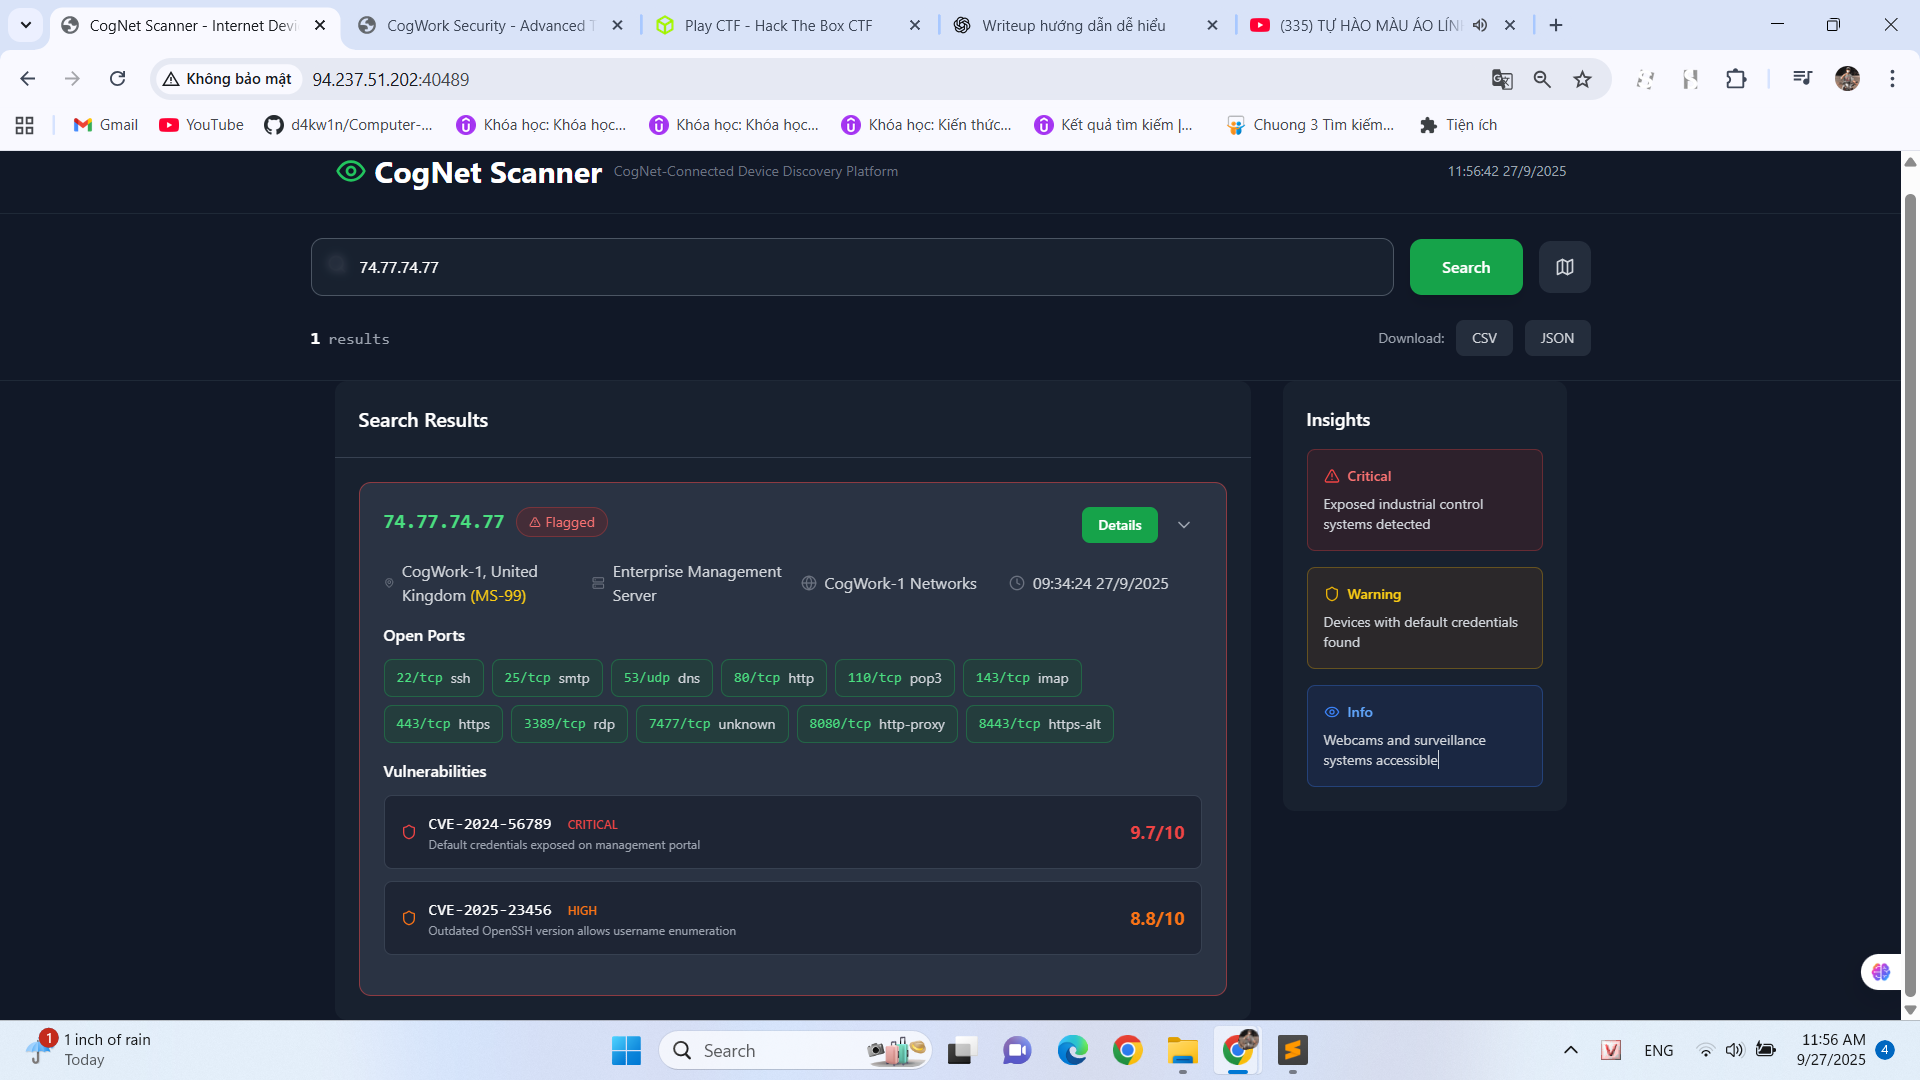 CogNet Scanner - Internet Devi
CogWork Security - Advanced T
Play CTF - Hack The Box CTF
Writeup hướng dẫn dễ hiểu
(335) TỰ HÀO MÀU ÁO LÍN
Không bảo mật
94.237.51.202:40489
Gmail
YouTube
d4kw1n/Computer-...
Khóa học: Khóa học...
Khóa học: Khóa học...
Khóa học: Kiến thức...
Kết quả tìm kiếm |...
Chuong 3 Tìm kiếm...
Tiện ích
CogNet Scanner
CogNet-Connected Device Discovery Platform
11:56:42 27/9/2025
74.77.74.77
Search
1 results
Download:
CSV
JSON
Search Results
74.77.74.77
Flagged
Details
CogWork-1, United
Kingdom (MS-99)
Enterprise Management
Server
CogWork-1 Networks
09:34:24 27/9/2025
Open Ports
22/tcp ssh
25/tcp smtp
53/udp dns
80/tcp http
110/tcp pop3
143/tcp imap
443/tcp https
3389/tcp rdp
7477/tcp unknown
8080/tcp http-proxy
8443/tcp https-alt
Vulnerabilities
CVE-2024-56789 CRITICAL
Default credentials exposed on management portal
9.7/10
CVE-2025-23456 HIGH
Outdated OpenSSH version allows username enumeration
8.8/10
Insights
Critical
Exposed industrial control
systems detected
Warning
Devices with default credentials
found
Info
Webcams and surveillance
systems accessible
1
1 inch of rain
Today
Search
ENG
11:56 AM
9/27/2025
4